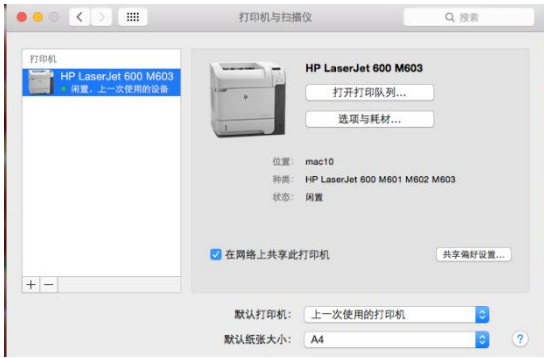 打印机与扫描仪
搜索
打印机
HP LaserJet 600 M603
闲置，上一次使用的设备
HP LaserJet 600 M603
打开打印队列...
选项与耗材...
位置： mac10
种类： HP LaserJet 600 M601 M602 M603
状态： 闲置
在网络上共享此打印机
共享偏好设置...
+ −
默认打印机： 上一次使用的打印机
默认纸张大小： A4
?